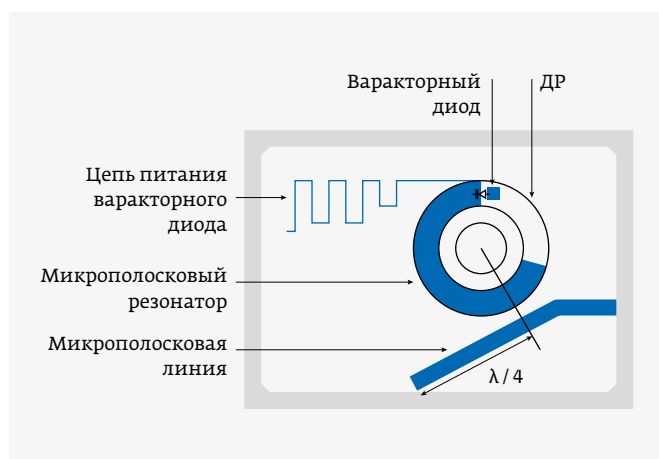 Варакторный
диод
ДР
Цепь питания
варакторного
диода
Микрополосковый
резонатор
Микрополосковая
линия
λ / 4